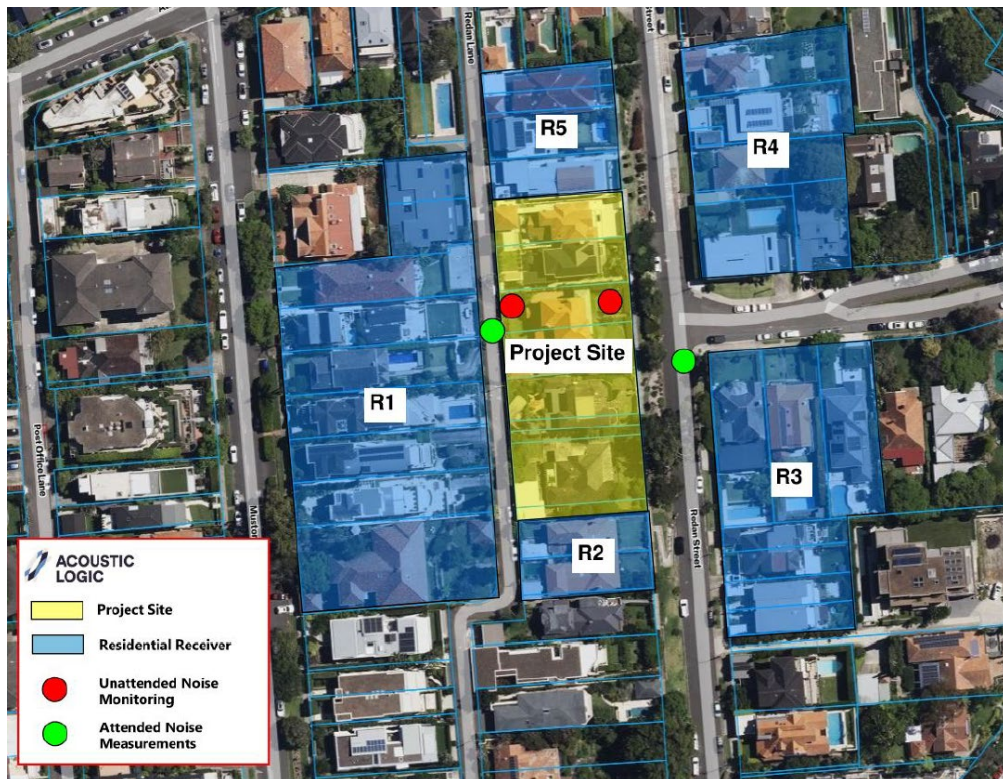 Redan Lane
Street
R5
R4
Project Site
R1
R3
R2
Post Office Lane
Redan Street
ACOUSTIC
LOGIC
Project Site
Residential Receiver
Unattended Noise
Monitoring
Attended Noise
Measurements